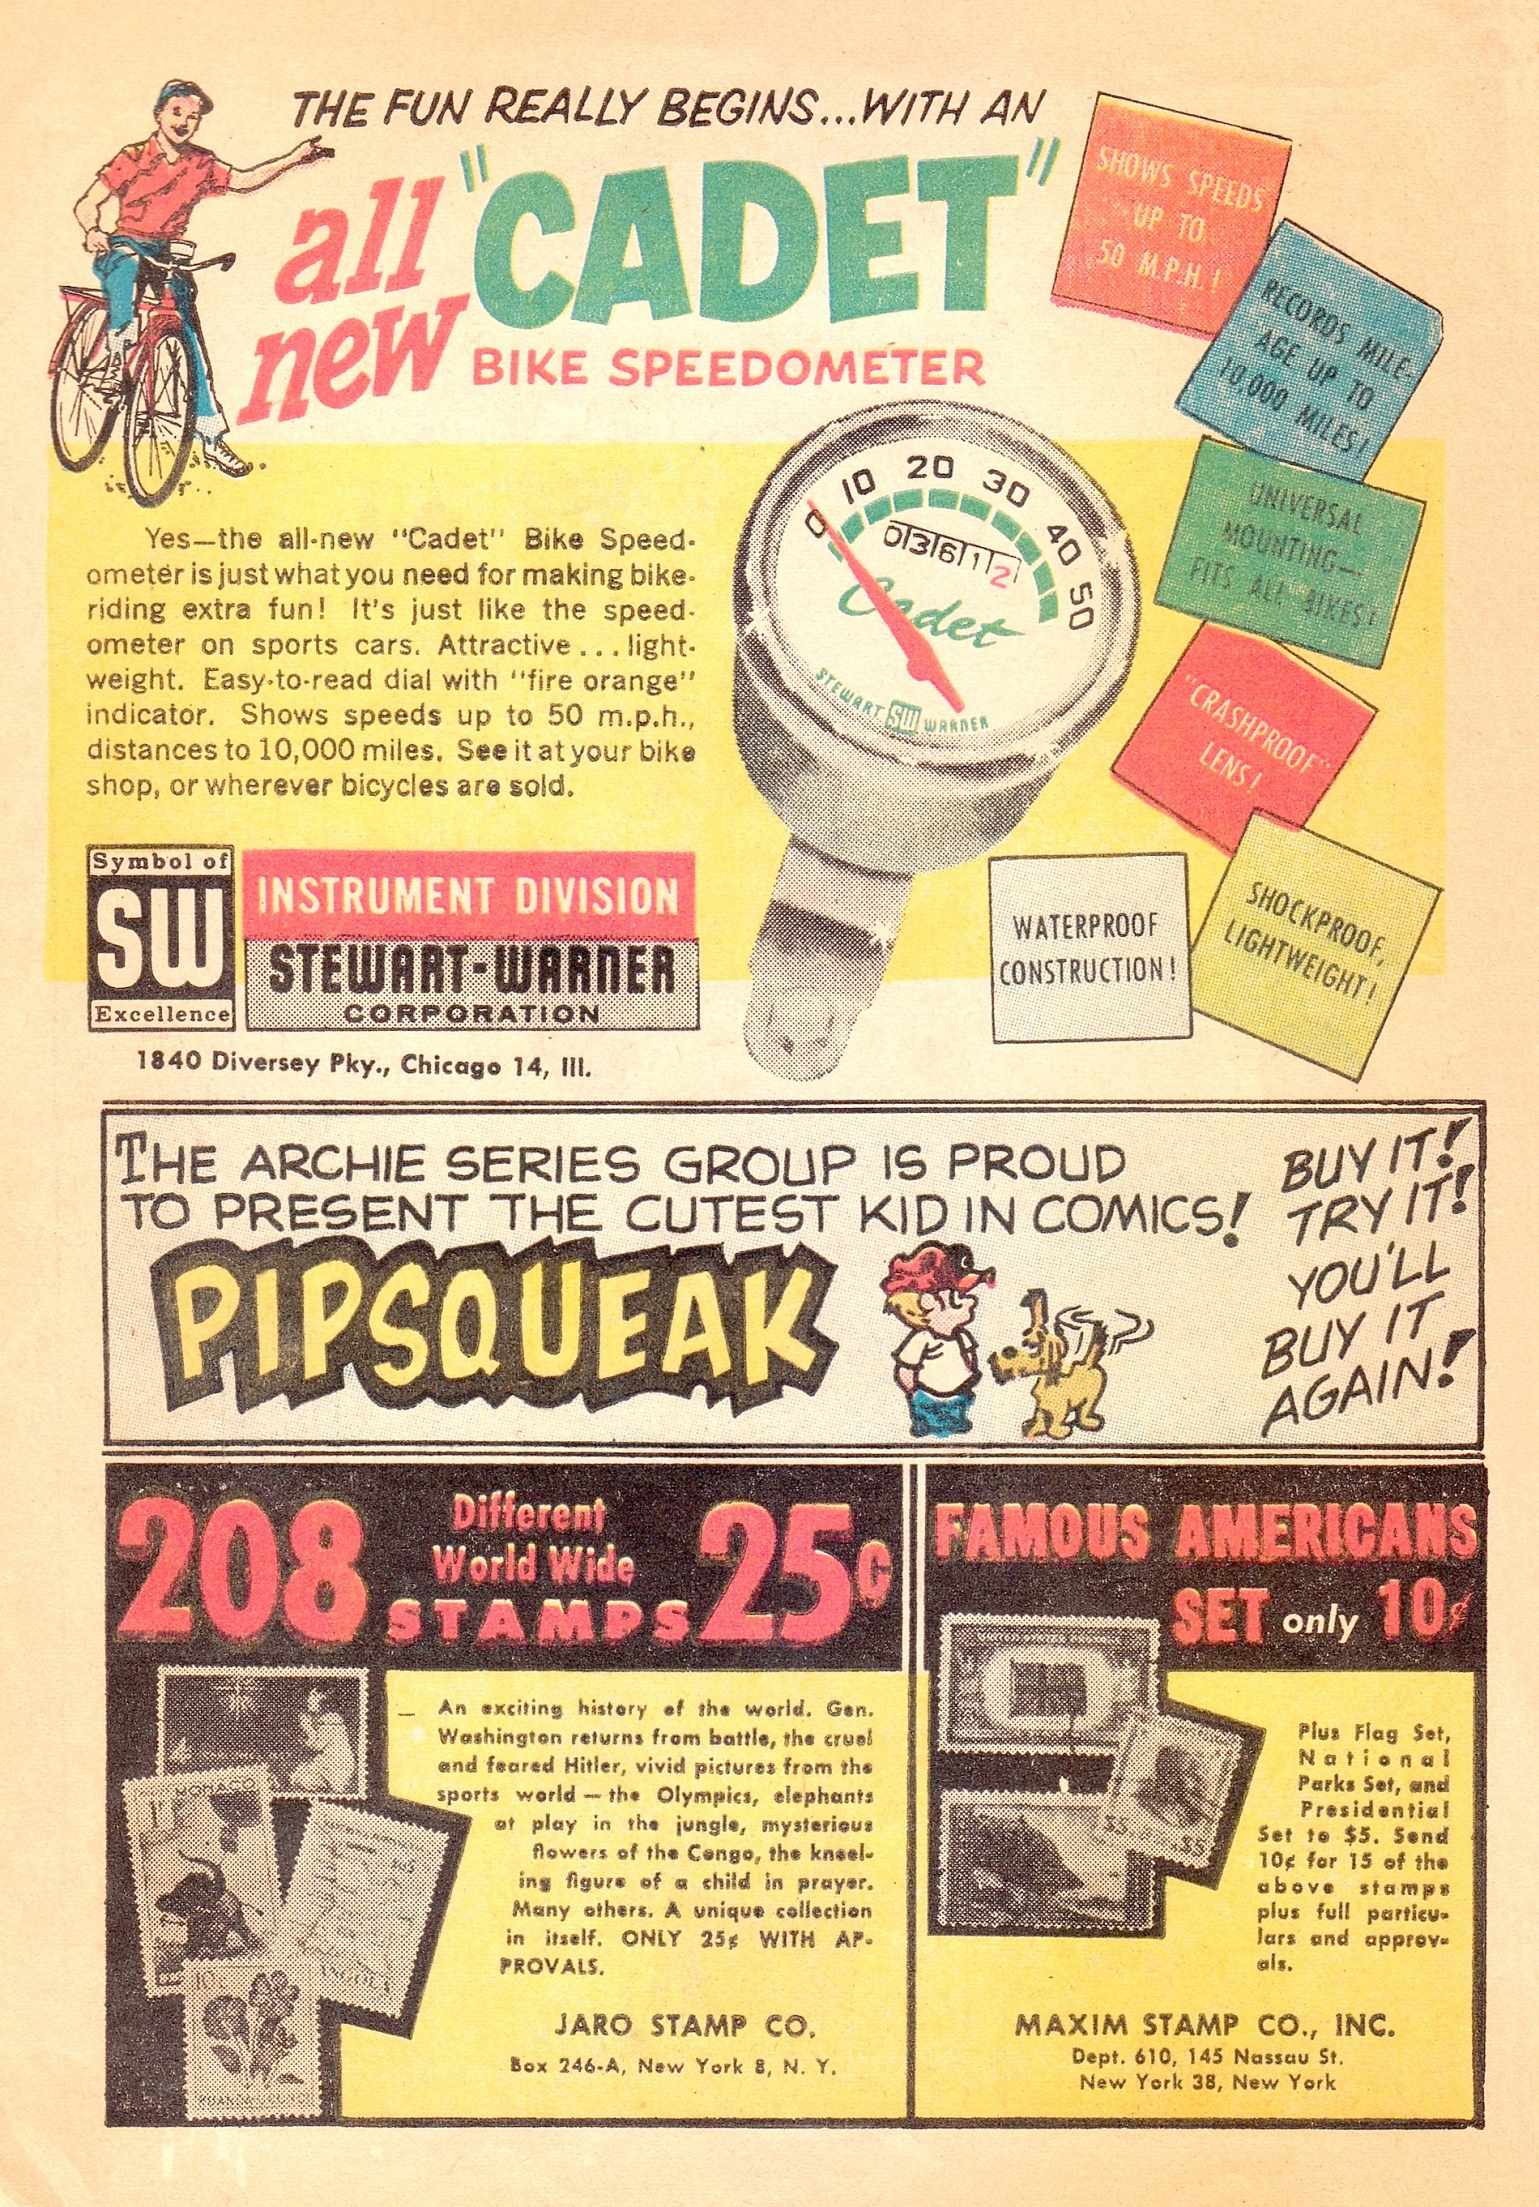 THE FUN REALLY BEGINS...WITH AN
all new "CADET"
BIKE SPEEDOMETER
SHOWS SPEEDS
UP TO
50 M.P.H.!
RECORDS MILE-
AGE UP TO
10,000 MILES!
UNIVERSAL
MOUNTING—
FITS ALL BIKES!
"CRASHPROOF"
LENS!
SHOCKPROOF,
LIGHTWEIGHT!
WATERPROOF
CONSTRUCTION!
0 10 20 30 40 50
03612
Cadet
STEWART SW WARNER
Yes—the all-new "Cadet" Bike Speed-
ometer is just what you need for making bike-
riding extra fun! It's just like the speed-
ometer on sports cars. Attractive... light-
weight. Easy-to-read dial with "fire orange"
indicator. Shows speeds up to 50 m.p.h.,
distances to 10,000 miles. See it at your bike
shop, or wherever bicycles are sold.
Symbol of
SW
Excellence
INSTRUMENT DIVISION
STEWART-WARNER
CORPORATION
1840 Diversey Pky., Chicago 14, Ill.
THE ARCHIE SERIES GROUP IS PROUD
TO PRESENT THE CUTEST KID IN COMICS!
PIPSQUEAK
BUY IT!
TRY IT!
YOU'LL
BUY IT
AGAIN!
208 Different
World Wide
STAMPS 25¢
MONACO
10c
An exciting history of the world. Gen.
Washington returns from battle, the cruel
and feared Hitler, vivid pictures from the
sports world — the Olympics, elephants
at play in the jungle, mysterious
flowers of the Congo, the kneel-
ing figure of a child in prayer.
Many others. A unique collection
in itself. ONLY 25¢ WITH AP-
PROVALS.
JARO STAMP CO.
Box 246-A, New York 8, N. Y.
FAMOUS AMERICANS
SET only 10¢
Plus Flag Set,
National
Parks Set, and
Presidential
Set to $5. Send
10¢ for 15 of the
above stamps
plus full particu-
lars and approv-
als.
MAXIM STAMP CO., INC.
Dept. 610, 145 Nassau St.
New York 38, New York